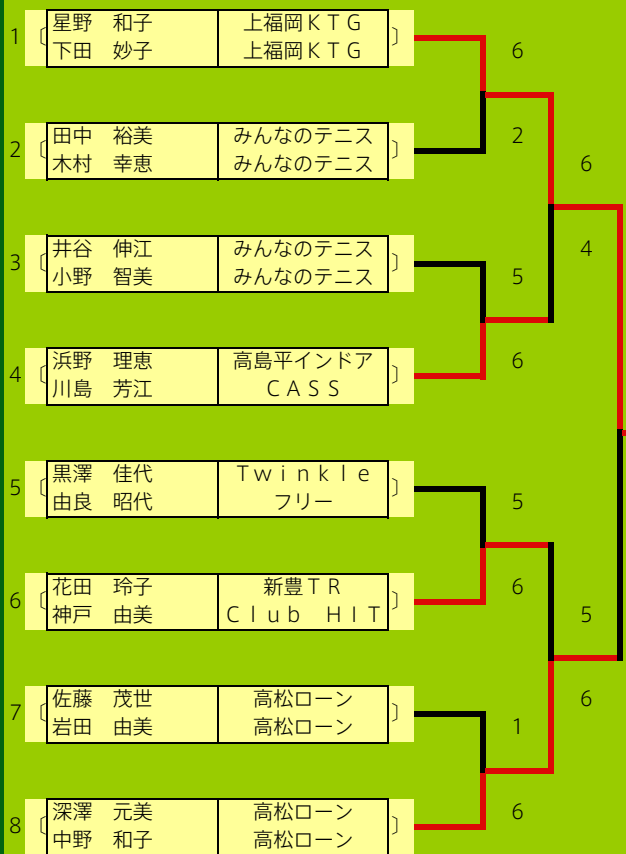 1 〔 星野　和子 上福岡ＫＴＧ 〕
下田　妙子 上福岡ＫＴＧ
6
2 〔 田中　裕美 みんなのテニス 〕
木村　幸恵 みんなのテニス
2
6
3 〔 井谷　伸江 みんなのテニス 〕
小野　智美 みんなのテニス
5
4
4 〔 浜野　理恵 高島平インドア 〕
川島　芳江 ＣＡＳＳ
6
5 〔 黒澤　佳代 Ｔｗｉｎｋｌｅ 〕
由良　昭代 フリー
5
6 〔 花田　玲子 新豊ＴＲ 〕
神戸　由美 Ｃｌｕｂ　ＨＩＴ
6
5
7 〔 佐藤　茂世 高松ローン 〕
岩田　由美 高松ローン
1
6
8 〔 深澤　元美 高松ローン 〕
中野　和子 高松ローン
6